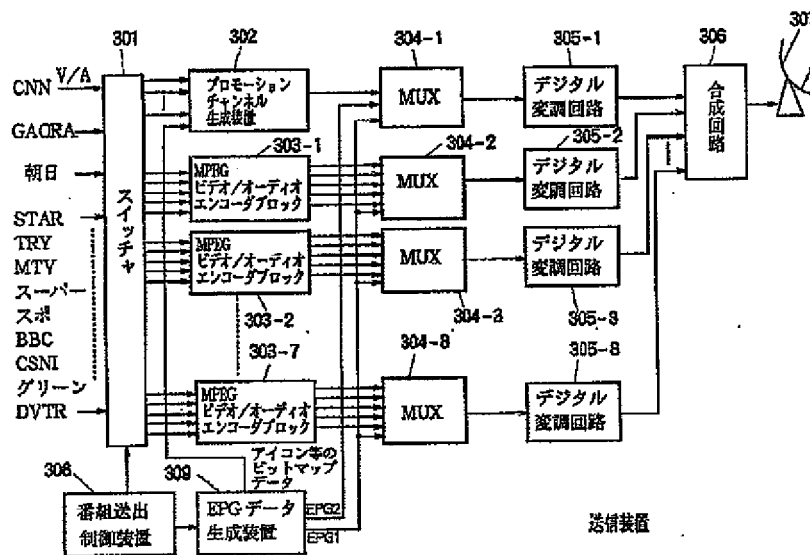 301
302
304-1
305-1
306
307
CNN
V/A
プロモーション
チャンネル
生成装置
MUX
デジタル
変調回路
合成回路
GAORA
303-1
304-2
305-2
朝日
MPEG
ビデオ/オーディオ
エンコーダブロック
MUX
デジタル
変調回路
スイッチャ
STAR
TRY
MTV
スーパー
スポ
BBC
CSNI
グリーン
DVTR
MPEG
ビデオ/オーディオ
エンコーダブロック
MUX
デジタル
変調回路
303-2
304-3
305-3
303-7
304-8
305-8
MPEG
ビデオ/オーディオ
エンコーダブロック
MUX
デジタル
変調回路
アイコン等の
ビットマップ
データ
308
309
番組送出
制御装置
EPGデータ
生成装置
EPG2
EPG1
送信装置